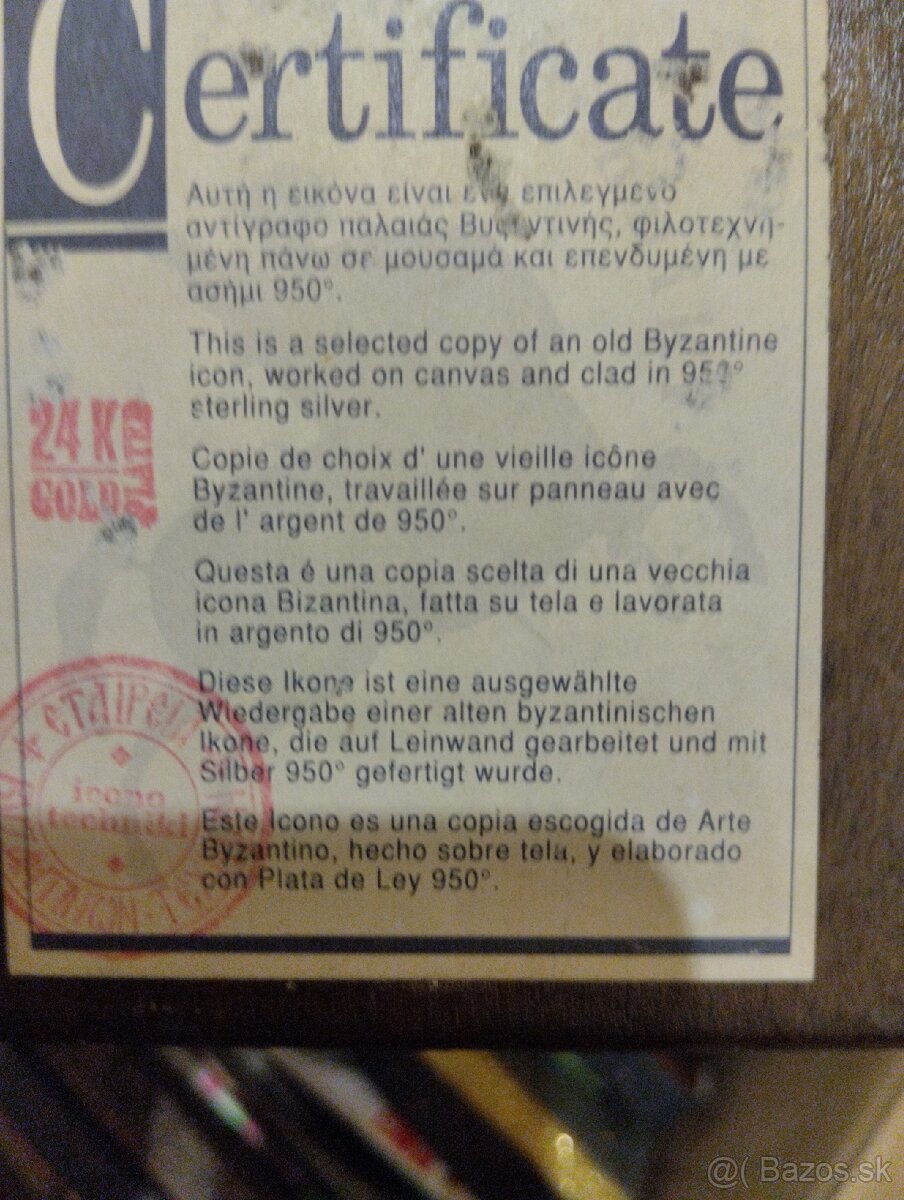 Certificate
Αυτή η εικόνα είναι ένα επιλεγμένο
αντίγραφο παλαιάς Βυζαντινής, φιλοτεχνη-
μένη πάνω σε μουσαμά και επενδυμένη με
ασήμι 950°.
This is a selected copy of an old Byzantine
icon, worked on canvas and clad in 950°
sterling silver.
24 K
GOLD PLATED
Copie de choix d' une vieille icône
Byzantine, travaillée sur panneau avec
de l' argent de 950°.
Questa é una copia scelta di una vecchia
icona Bizantina, fatta su tela e lavorata
in argento di 950°.
Diese Ikone ist eine ausgewählte
Wiedergabe einer alten byzantinischen
Ikone, die auf Leinwand gearbeitet und mit
Silber 950° gefertigt wurde.
icono
techniki
Este Icono es una copia escogida de Arte
Byzantino, hecho sobre tela, y elaborado
con Plata de Ley 950°.
@( Bazos.sk